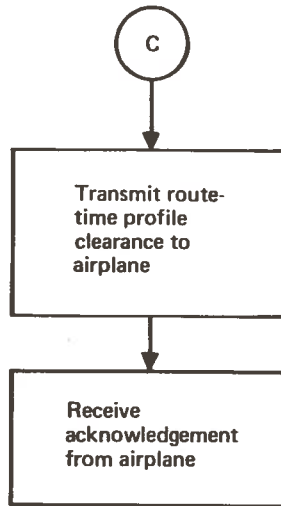 C
Transmit route-
time profile
clearance to
airplane
Receive
acknowledgement
from airplane